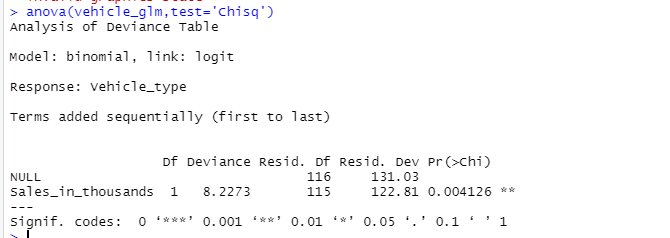 > anova(vehicle_glm,test='Chisq')
Analysis of Deviance Table

Model: binomial, link: logit

Response: Vehicle_type

Terms added sequentially (first to last)


                   Df Deviance Resid. Df Resid. Dev Pr(>Chi)
NULL                                 116     131.03
Sales_in_thousands  1   8.2273       115     122.81 0.004126 **
---
Signif. codes:  0 ‘***’ 0.001 ‘**’ 0.01 ‘*’ 0.05 ‘.’ 0.1 ‘ ’ 1
>